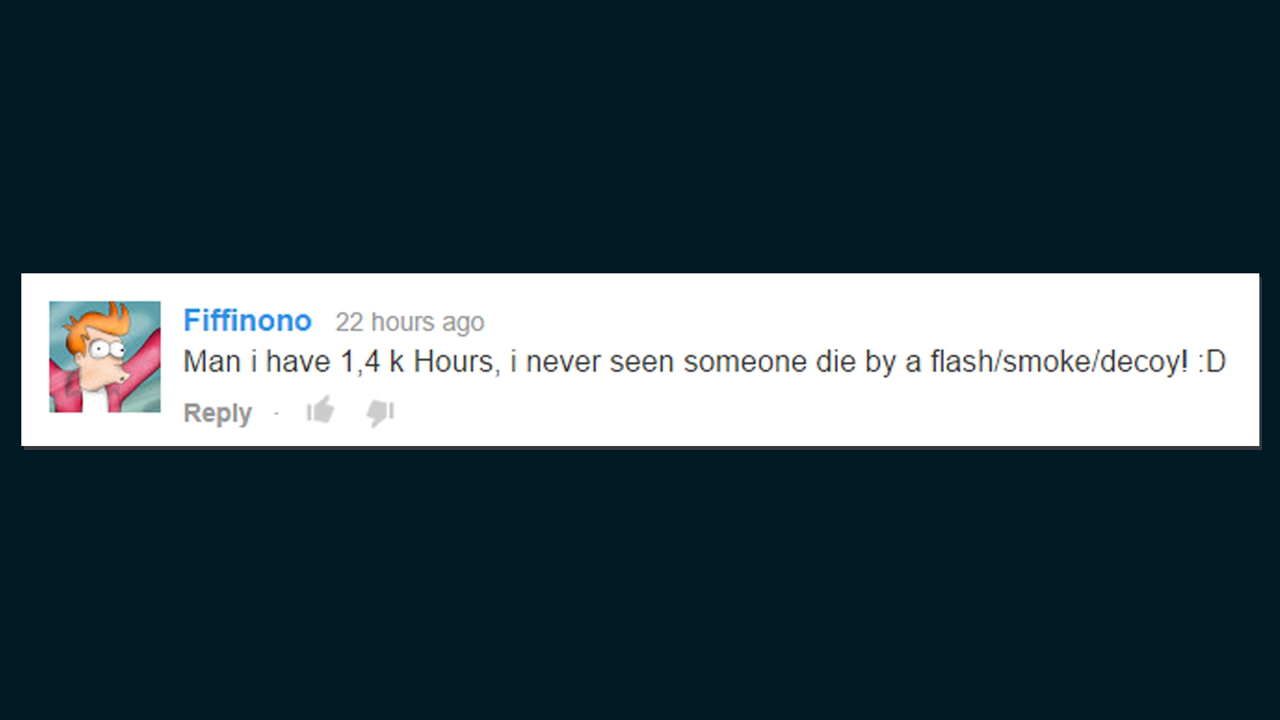 Fiffinono 22 hours ago
Man i have 1,4 k Hours, i never seen someone die by a flash/smoke/decoy! :D
Reply ·